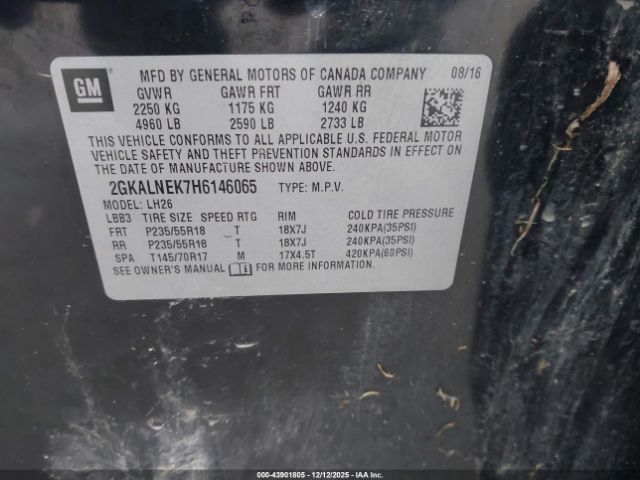 GM
MFD BY GENERAL MOTORS OF CANADA COMPANY 08/16
GVWR GAWR FRT GAWR RR
2250 KG 1175 KG 1240 KG
4960 LB 2590 LB 2733 LB
THIS VEHICLE CONFORMS TO ALL APPLICABLE U.S. FEDERAL MOTOR
VEHICLE SAFETY AND THEFT PREVENTION STANDARDS IN EFFECT ON
THE DATE OF MANUFACTURE SHOWN ABOVE.
2GKALNEK7H6146065 TYPE: M.P.V.
MODEL: LH26
LBB3 TIRE SIZE SPEED RTG RIM COLD TIRE PRESSURE
FRT P235/55R18 T 18X7J 240KPA(35PSI)
RR P235/55R18 T 18X7J 240KPA(35PSI)
SPA T145/70R17 M 17X4.5T 420KPA(60PSI)
SEE OWNER'S MANUAL FOR MORE INFORMATION.
00-43901805 - 12/12/2025 - COPART.COM